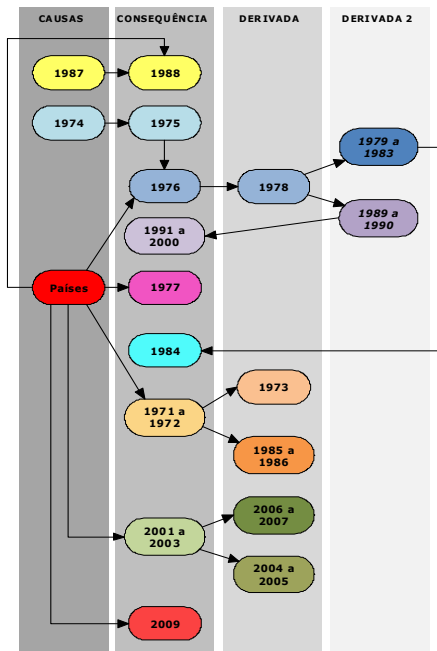 CAUSAS
CONSEQUÊNCIA
DERIVADA
DERIVADA 2
1987
1988
1974
1975
1979 a
1983
1976
1978
1989 a
1990
1991 a
2000
Países
1977
1984
1973
1971 a
1972
1985 a
1986
2006 a
2007
2001 a
2003
2004 a
2005
2009